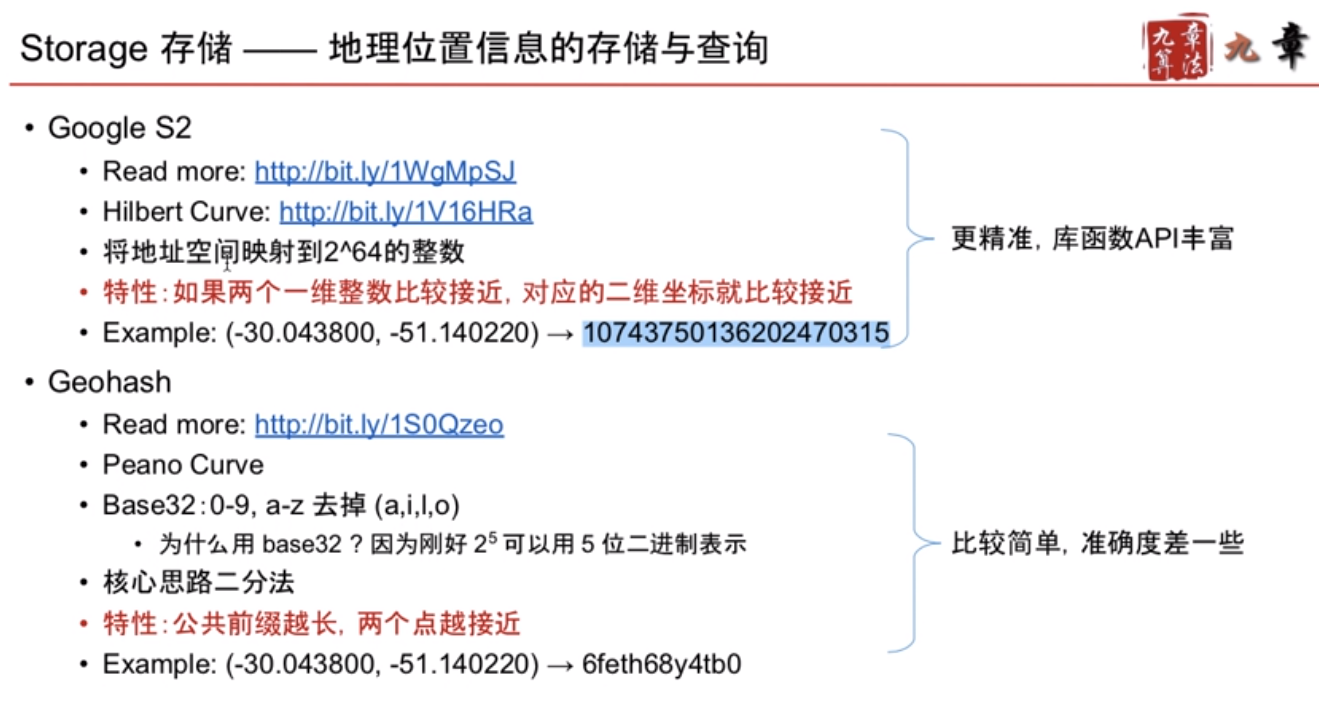 Storage 存储 —— 地理位置信息的存储与查询
九章算法
九章
• Google S2
• Read more: http://bit.ly/1WgMpSJ
• Hilbert Curve: http://bit.ly/1V16HRa
• 将地址空间映射到2^64的整数
• 特性：如果两个一维整数比较接近，对应的二维坐标就比较接近
• Example: (-30.043800, -51.140220) → 10743750136202470315
更精准，库函数API丰富
• Geohash
• Read more: http://bit.ly/1S0Qzeo
• Peano Curve
• Base32：0-9, a-z 去掉 (a,i,l,o)
• 为什么用 base32？因为刚好 2⁵ 可以用 5 位二进制表示
• 核心思路二分法
• 特性：公共前缀越长，两个点越接近
• Example: (-30.043800, -51.140220) → 6feth68y4tb0
比较简单，准确度差一些